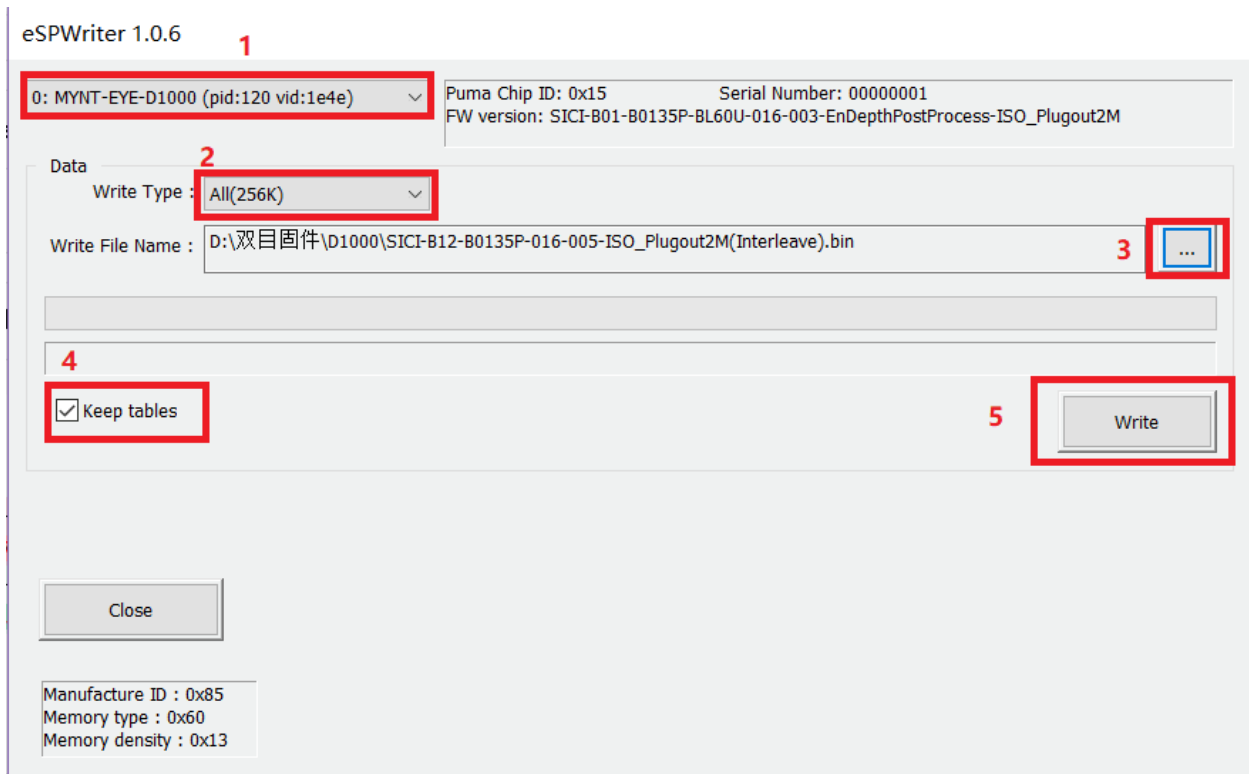 eSPWriter 1.0.6
1
0: MYNT-EYE-D1000 (pid:120 vid:1e4e)
Puma Chip ID: 0x15 Serial Number: 00000001
FW version: SICI-B01-B0135P-BL60U-016-003-EnDepthPostProcess-ISO_Plugout2M
Data
2
Write Type : All(256K)
Write File Name : D:\双目固件\D1000\SICI-B12-B0135P-016-005-ISO_Plugout2M(Interleave).bin
3 ...
4
Keep tables
5 Write
Close
Manufacture ID : 0x85
Memory type : 0x60
Memory density : 0x13